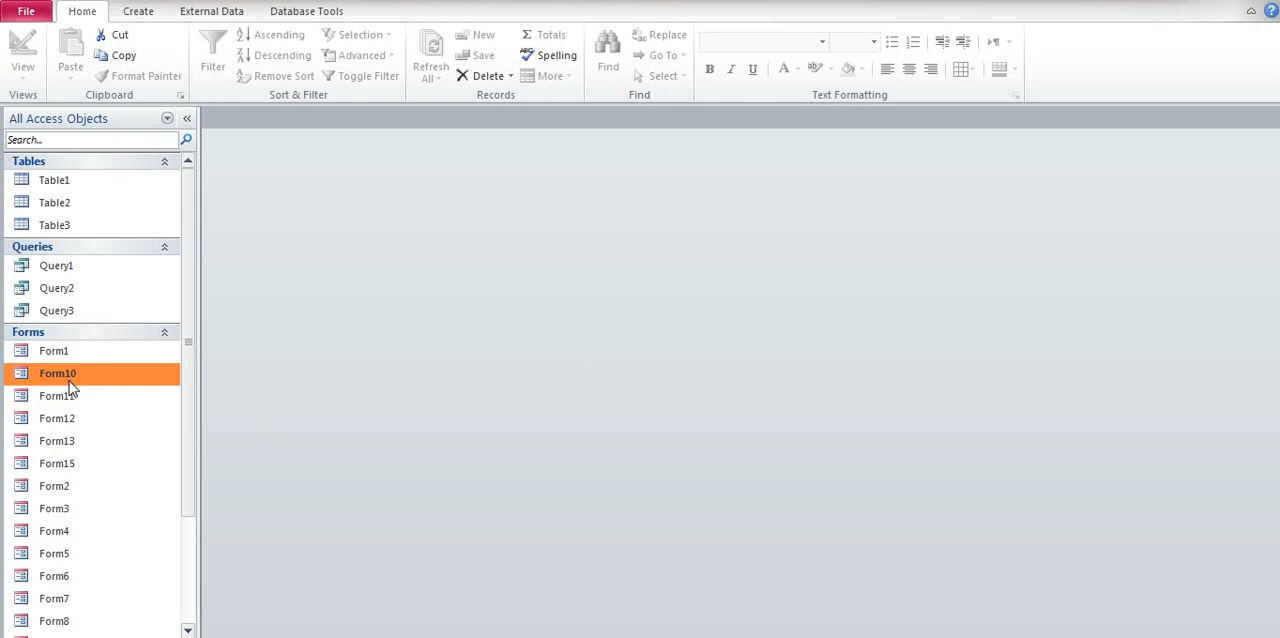 File Home Create External Data Database Tools
View Paste Cut Copy Format Painter
Filter Ascending Descending Remove Sort Selection Advanced Toggle Filter
Refresh All New Save Delete Totals Spelling More
Find Replace Go To Select
Views Clipboard Sort & Filter Records Find Text Formatting
All Access Objects
Search...
Tables
Table1
Table2
Table3
Queries
Query1
Query2
Query3
Forms
Form1
Form10
Form11
Form12
Form13
Form15
Form2
Form3
Form4
Form5
Form6
Form7
Form8